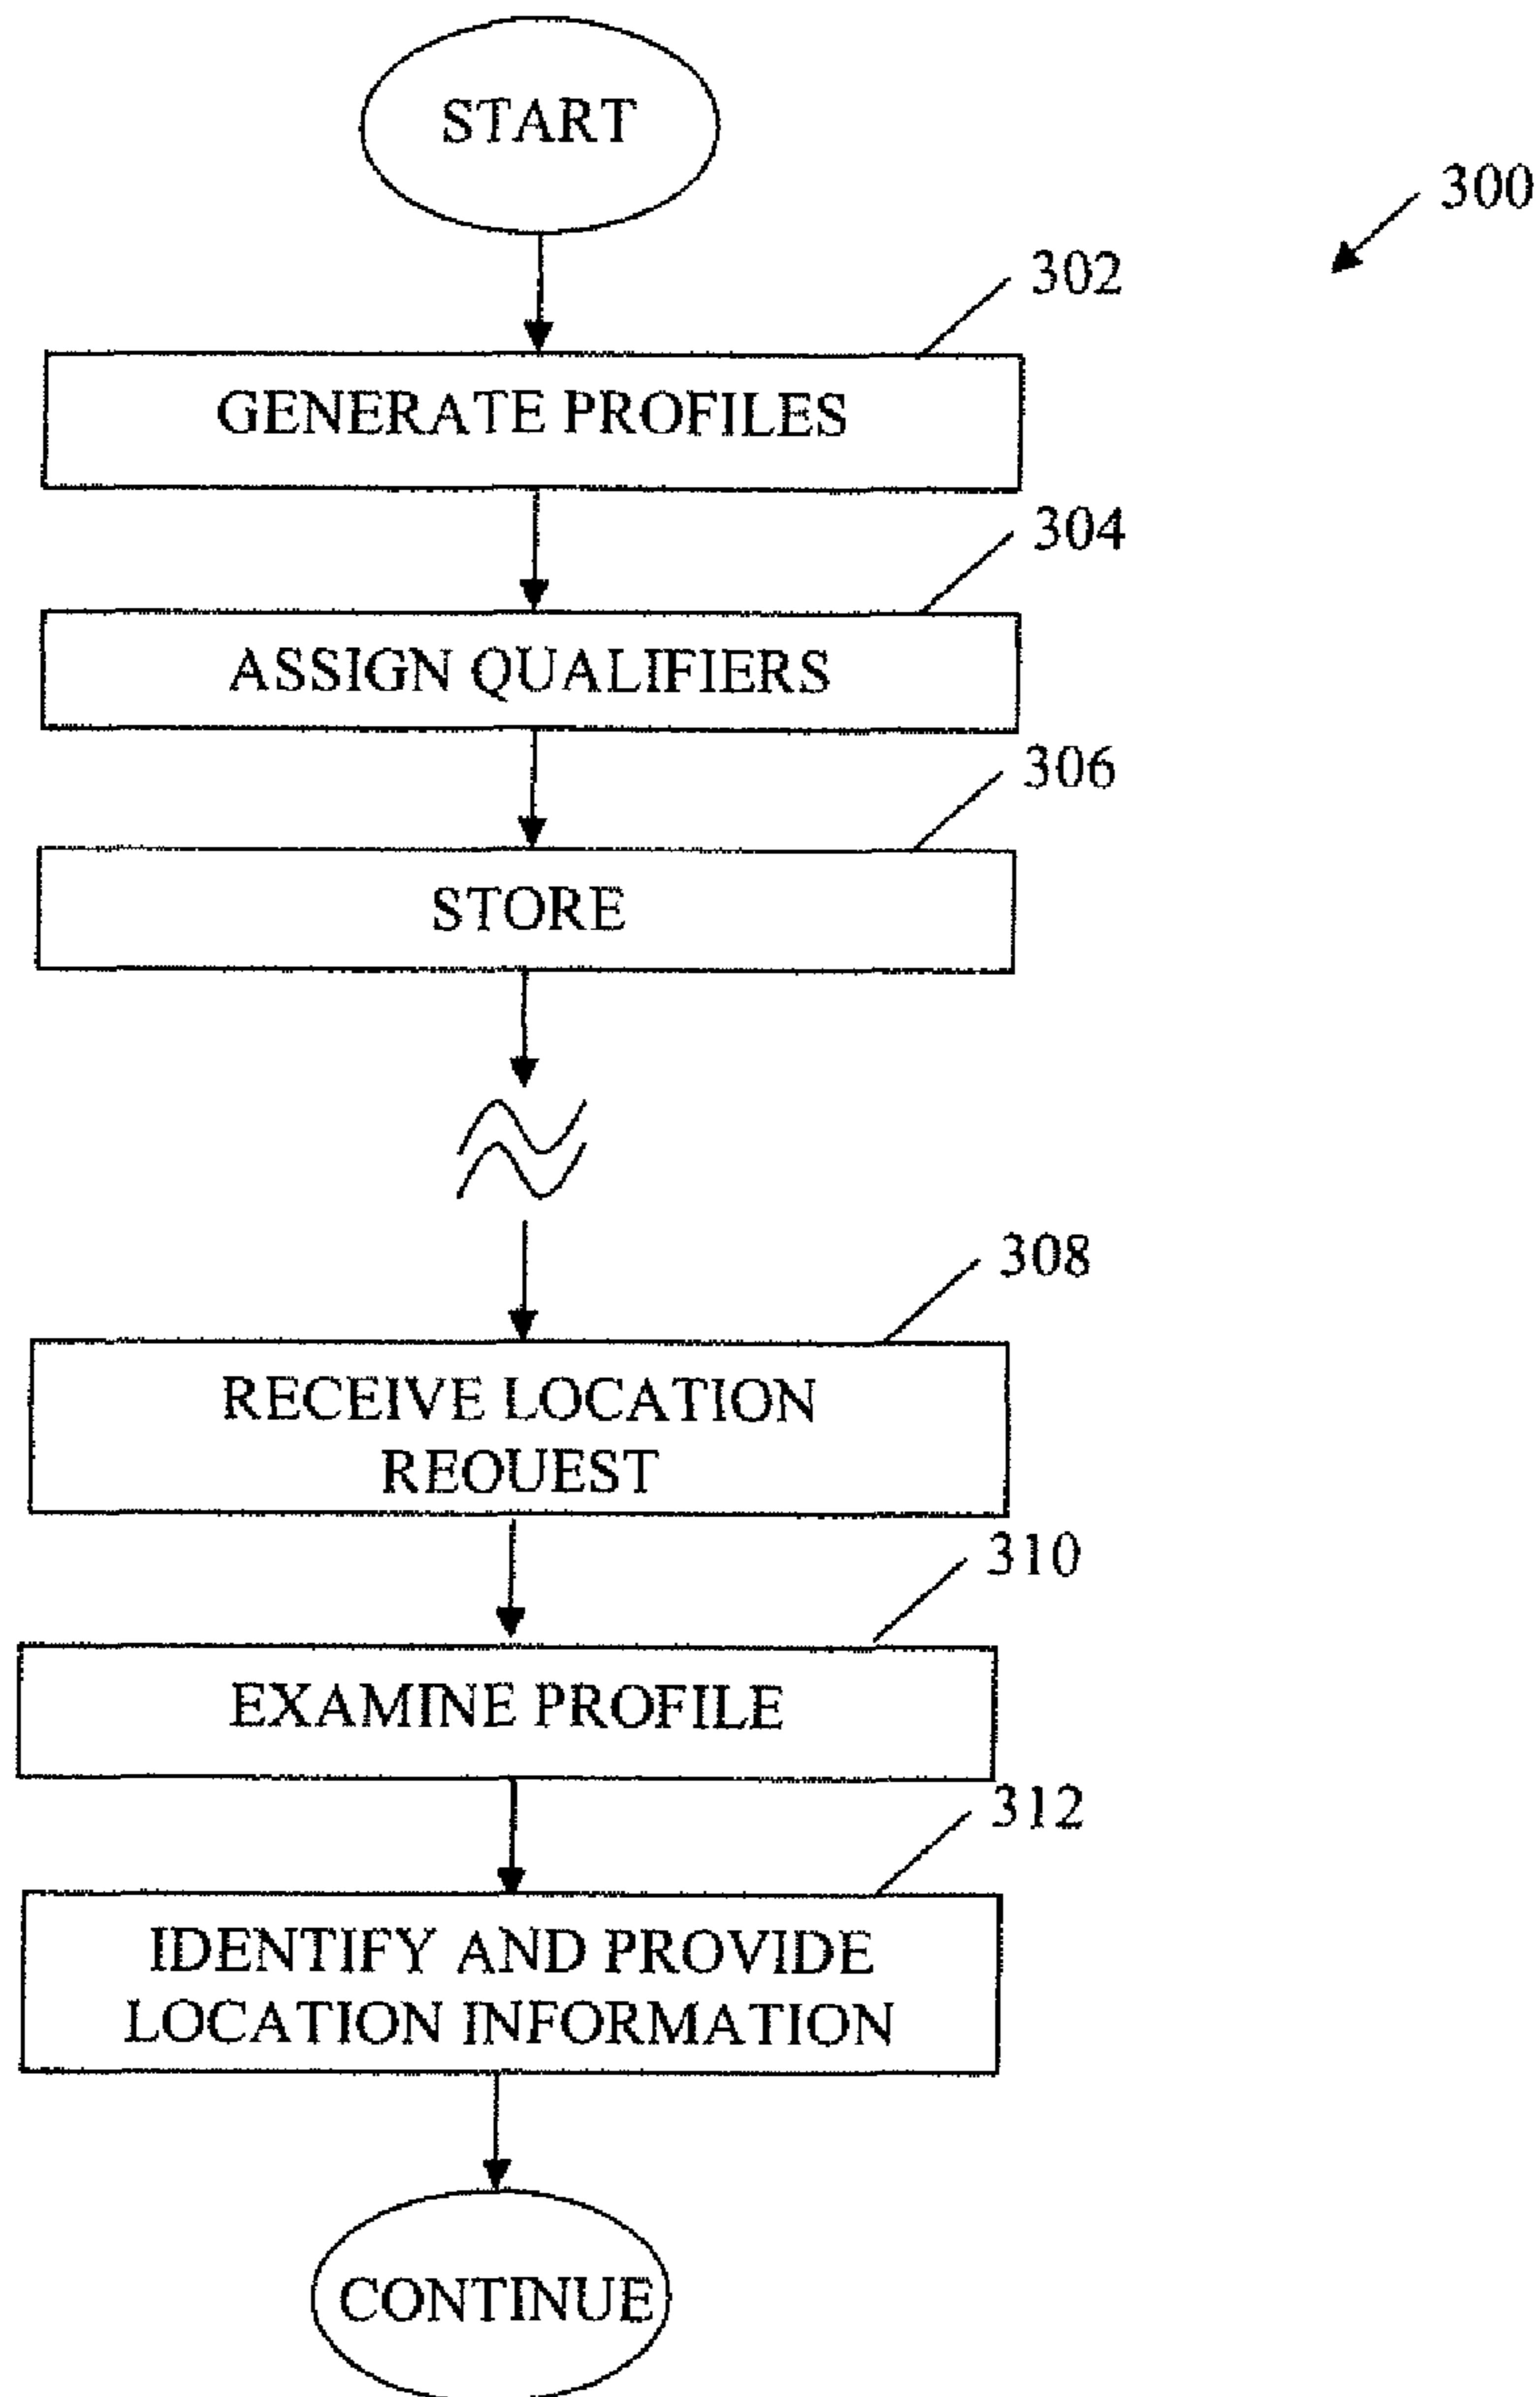 START
300
302
GENERATE PROFILES
304
ASSIGN QUALIFIERS
306
STORE
308
RECEIVE LOCATION
REQUEST
310
EXAMINE PROFILE
312
IDENTIFY AND PROVIDE
LOCATION INFORMATION
CONTINUE